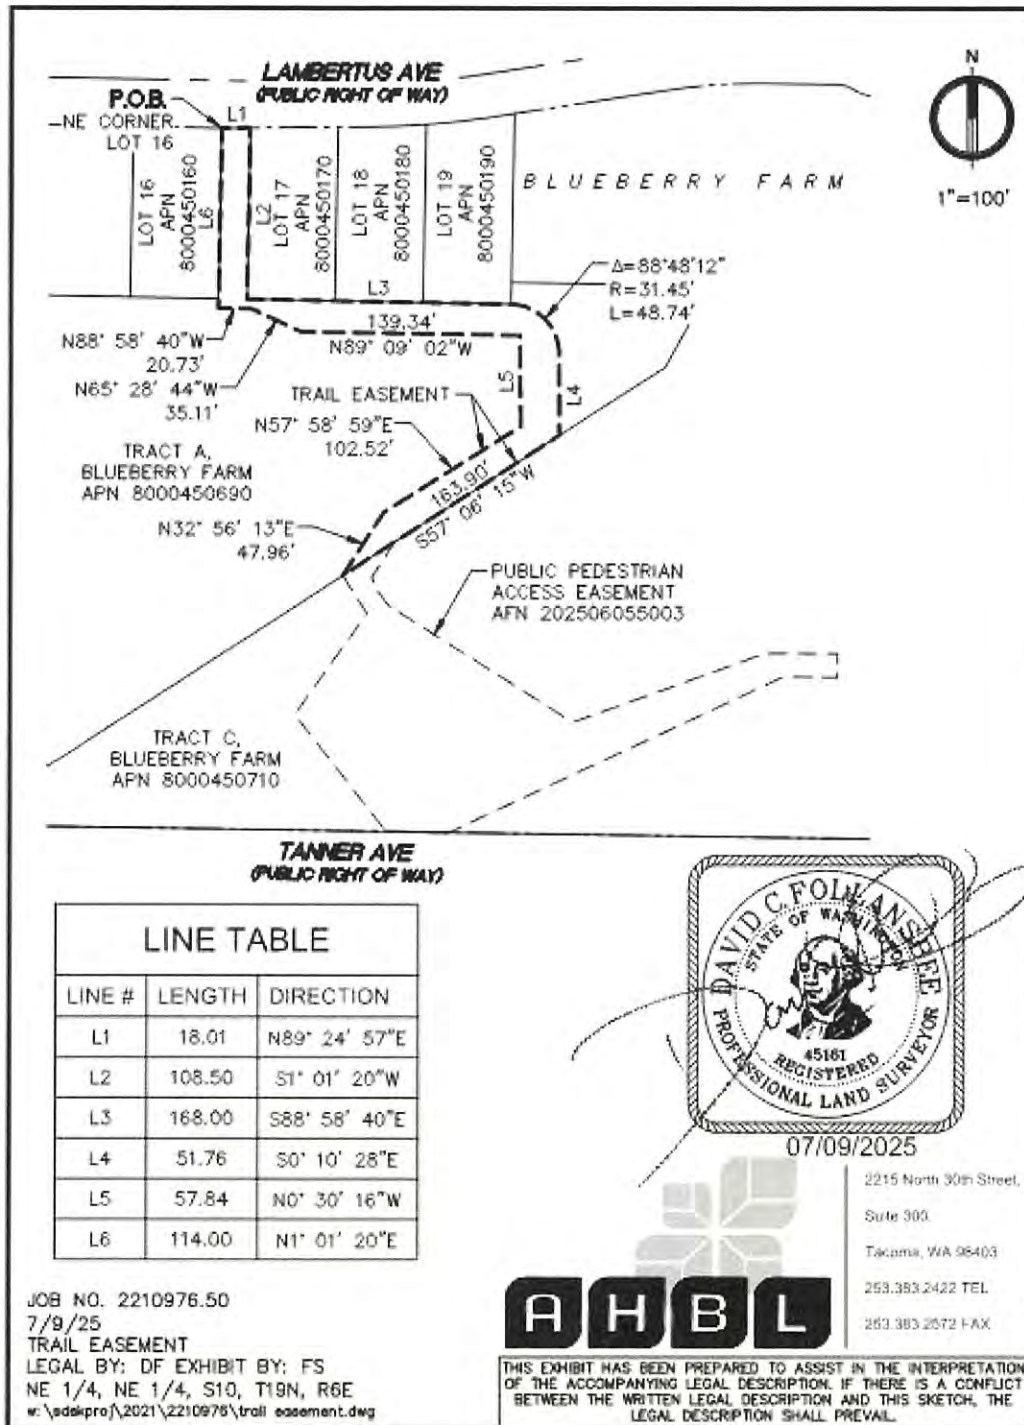 LAMBERTUS AVE
(PUBLIC RIGHT OF WAY)
N
1"=100'
P.O.B.
NE CORNER
LOT 16
L1
LOT 16
APN
8000450160
L6
L2
LOT 17
APN
8000450170
LOT 18
APN
8000450180
LOT 19
APN
8000450190
BLUEBERRY FARM
Δ=88°48'12"
R=31.45'
L=48.74'
L3
139.34'
N89° 09' 02"W
N88° 58' 40"W
20.73'
N65° 28' 44"W
35.11'
L5
L4
TRAIL EASEMENT
N57° 58' 59"E
102.52'
163.90'
S57° 06' 15"W
TRACT A,
BLUEBERRY FARM
APN 8000450690
N32° 56' 13"E
47.96'
PUBLIC PEDESTRIAN
ACCESS EASEMENT
AFN 202506055003
TRACT C,
BLUEBERRY FARM
APN 8000450710
TANNER AVE
(PUBLIC RIGHT OF WAY)
LINE TABLE
LINE # LENGTH DIRECTION
L1 18.01 N89° 24' 57"E
L2 108.50 S1° 01' 20"W
L3 168.00 S88° 58' 40"E
L4 51.76 S0° 10' 28"E
L5 57.84 N0° 30' 16"W
L6 114.00 N1° 01' 20"E
DAVID C. FOLLANSBEE
STATE OF WASHINGTON
45161
REGISTERED
PROFESSIONAL LAND SURVEYOR
07/09/2025
2215 North 30th Street,
Suite 300,
Tacoma, WA 98403
253.383.2422 TEL
253.383.2572 FAX
AHBL
JOB NO. 2210976.50
7/9/25
TRAIL EASEMENT
LEGAL BY: DF EXHIBIT BY: FS
NE 1/4, NE 1/4, S10, T19N, R6E
w:\sdskproj\2021\2210976\trail easement.dwg
THIS EXHIBIT HAS BEEN PREPARED TO ASSIST IN THE INTERPRETATION
OF THE ACCOMPANYING LEGAL DESCRIPTION. IF THERE IS A CONFLICT
BETWEEN THE WRITTEN LEGAL DESCRIPTION AND THIS SKETCH, THE
LEGAL DESCRIPTION SHALL PREVAIL.